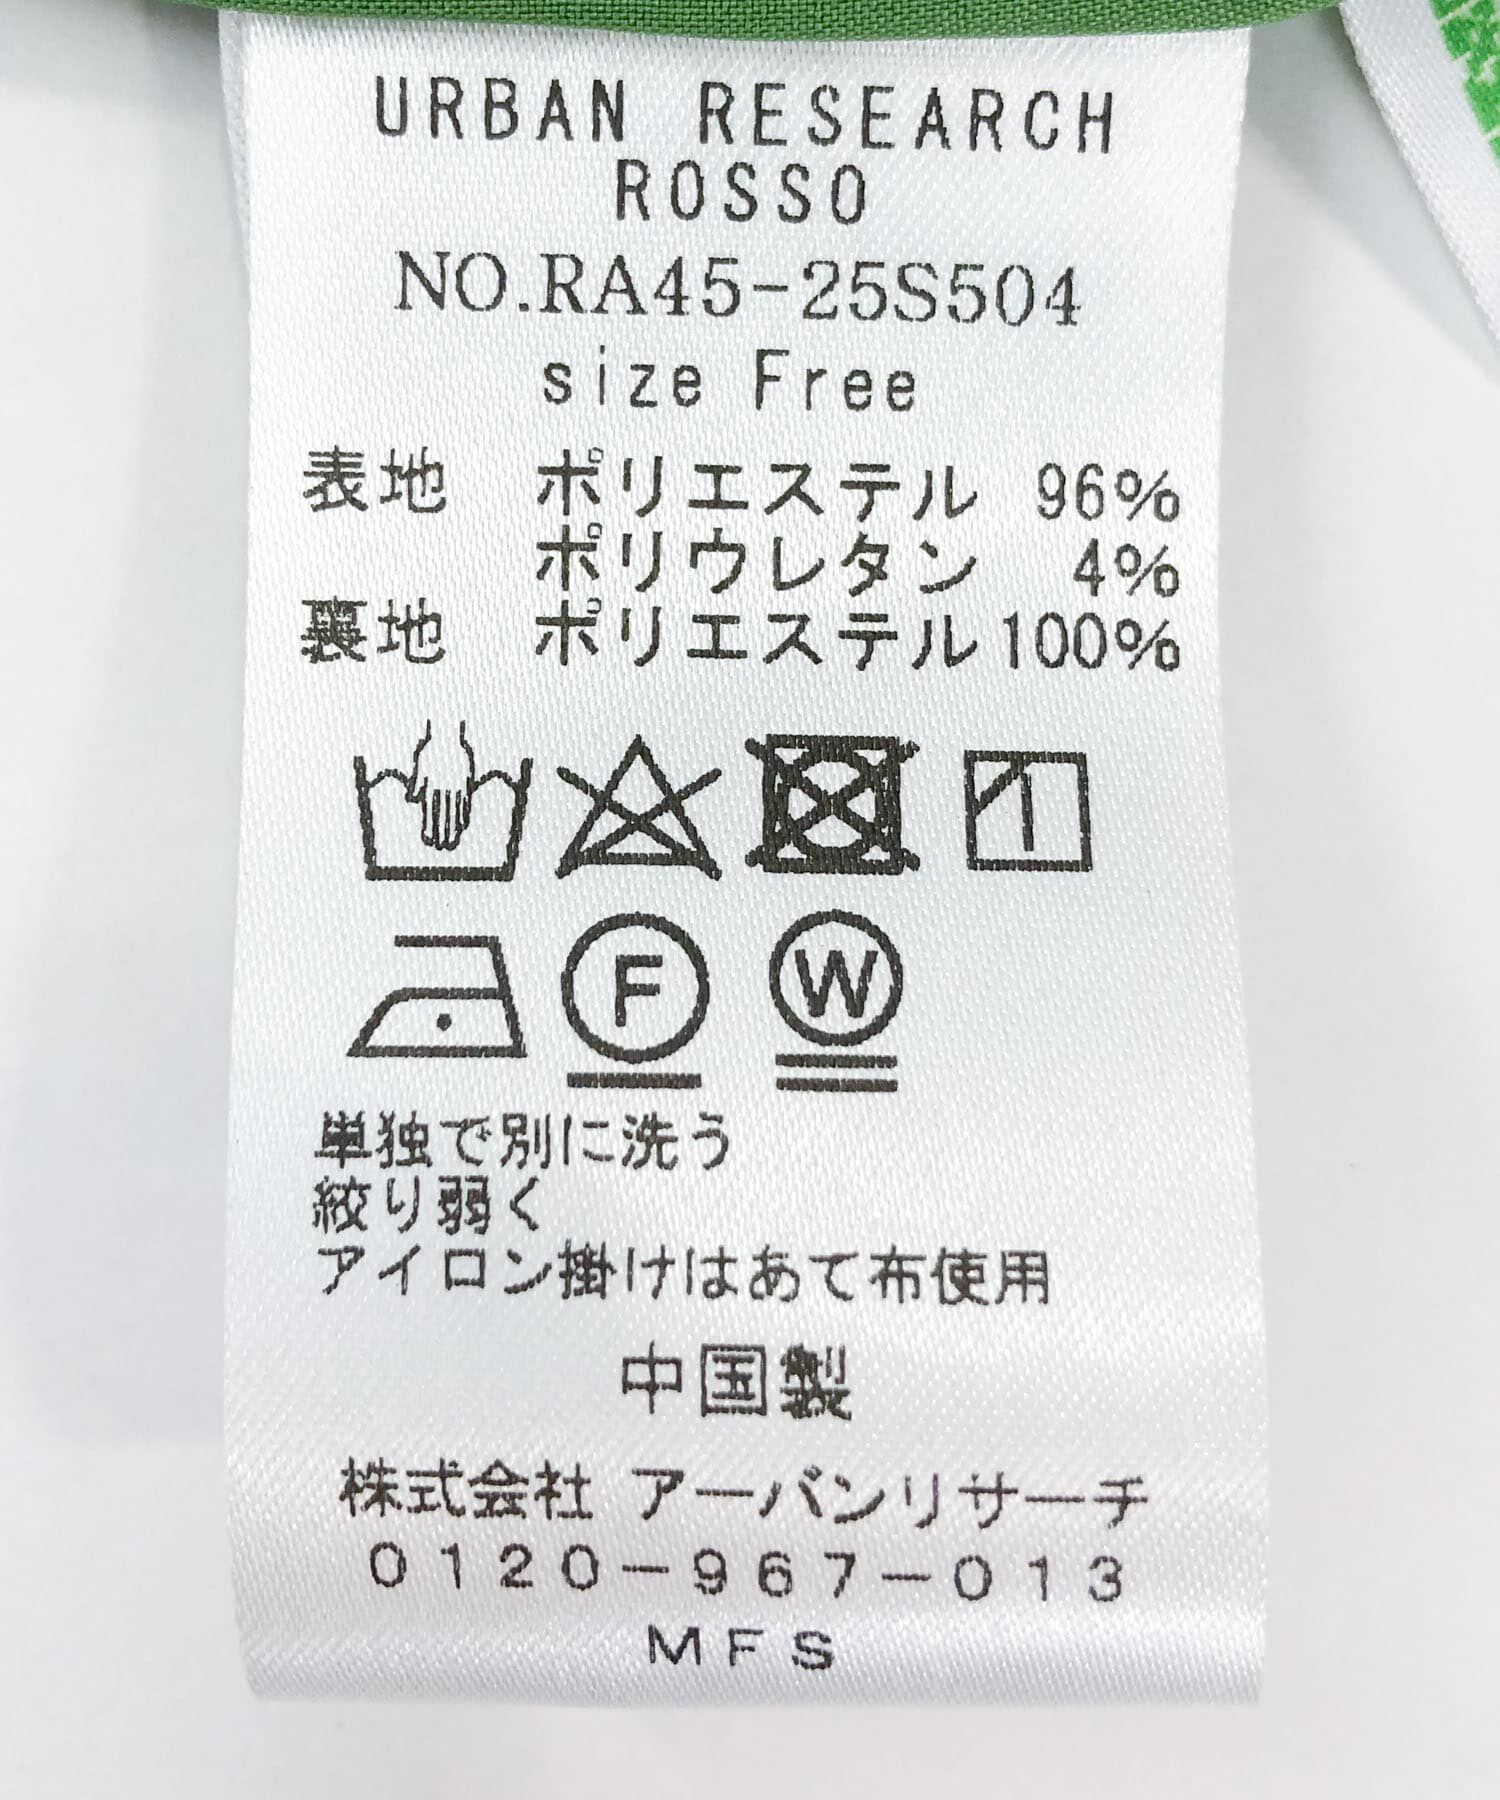 URBAN RESEARCH
ROSSO
NO.RA45-25S504
size Free
表地 ポリエステル 96%
ポリウレタン 4%
裏地 ポリエステル 100%
F W
単独で別に洗う
絞り弱く
アイロン掛けはあて布使用
中国製
株式会社 アーバンリサーチ
0120-967-013
MFS